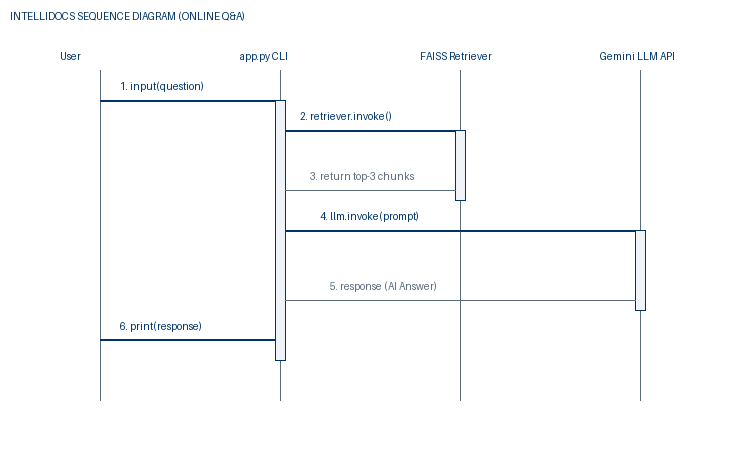 INTELLIDOCS SEQUENCE DIAGRAM (ONLINE Q&A)
User app.py CLI FAISS Retriever Gemini LLM API
1. input(question)
2. retriever.invoke()
3. return top-3 chunks
4. llm.invoke(prompt)
5. response (AI Answer)
6. print(response)